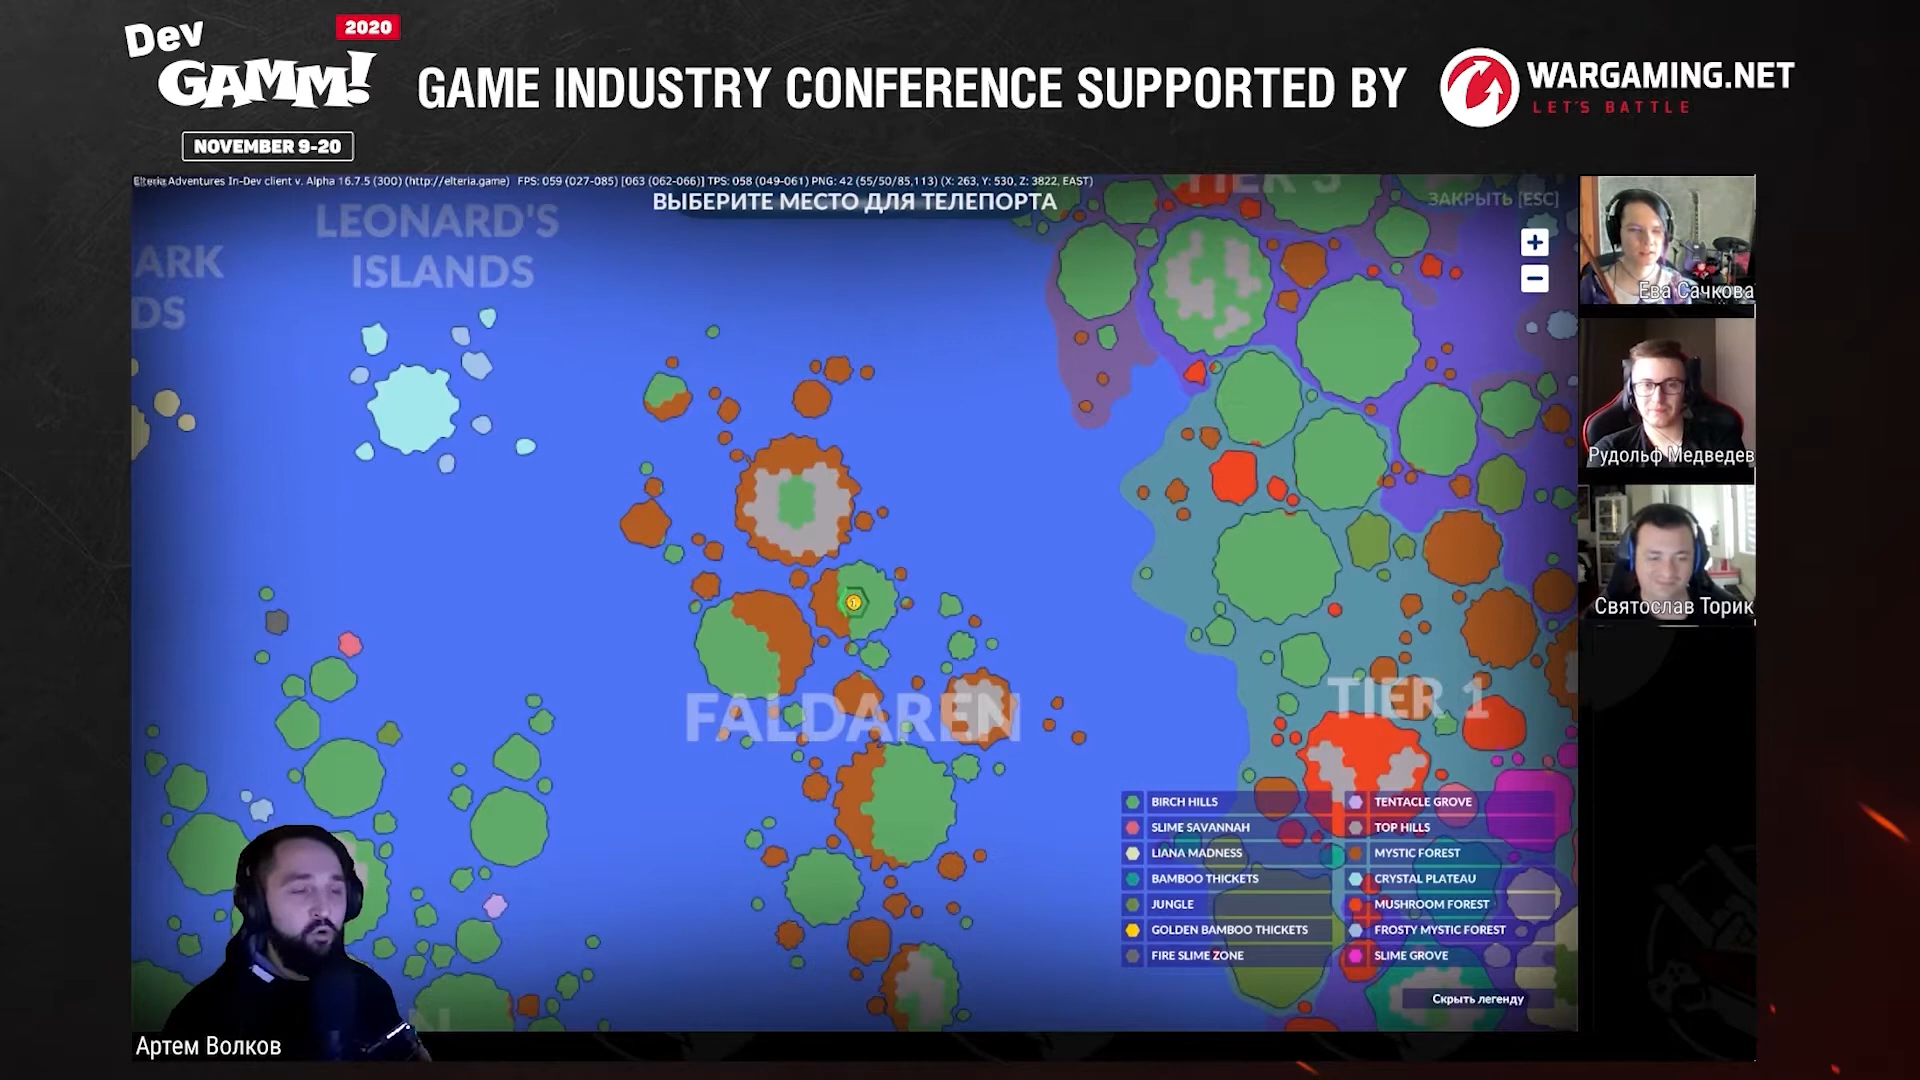 Dev
GAMM!
2020
NOVEMBER 9-20
GAME INDUSTRY CONFERENCE SUPPORTED BY
WARGAMING.NET
LET'S BATTLE
Elteria Adventures In-Dev client v. Alpha 16.7.5 (300) (http://elteria.game) FPS: 059 (027-085) [063 (062-066)] TPS: 058 (049-061) PNG: 42 (55/50/85,113) (X: 263, Y: 530, Z: 3822, EAST)
ВЫБЕРИТЕ МЕСТО ДЛЯ ТЕЛЕПОРТА
ЗАКРЫТЬ [ESC]
TIER 3
LEONARD'S
ISLANDS
ARK
DS
+
−
FALDAREN
TIER 1
BIRCH HILLS
SLIME SAVANNAH
LIANA MADNESS
BAMBOO THICKETS
JUNGLE
GOLDEN BAMBOO THICKETS
FIRE SLIME ZONE
TENTACLE GROVE
TOP HILLS
MYSTIC FOREST
CRYSTAL PLATEAU
MUSHROOM FOREST
FROSTY MYSTIC FOREST
SLIME GROVE
Скрыть легенду
N
Ева Сачкова
Рудольф Медведев
Святослав Торик
Артем Волков